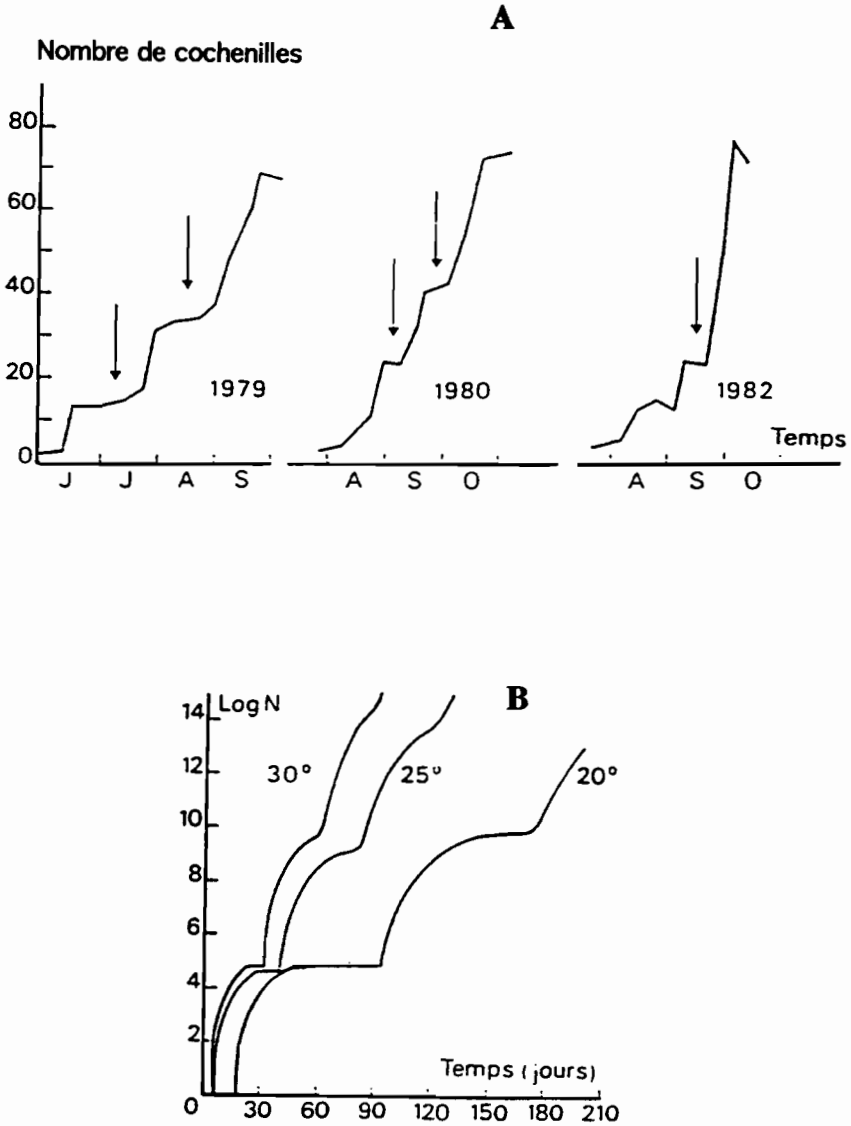 A
Nombre de cochenilles
80
60
40
20
0
1979
1980
1982
Temps
J J A S
A S O
A S O
B
Log N
14
12
10
8
6
4
2
30°
25°
20°
Temps (jours)
0 30 60 90 120 150 180 210